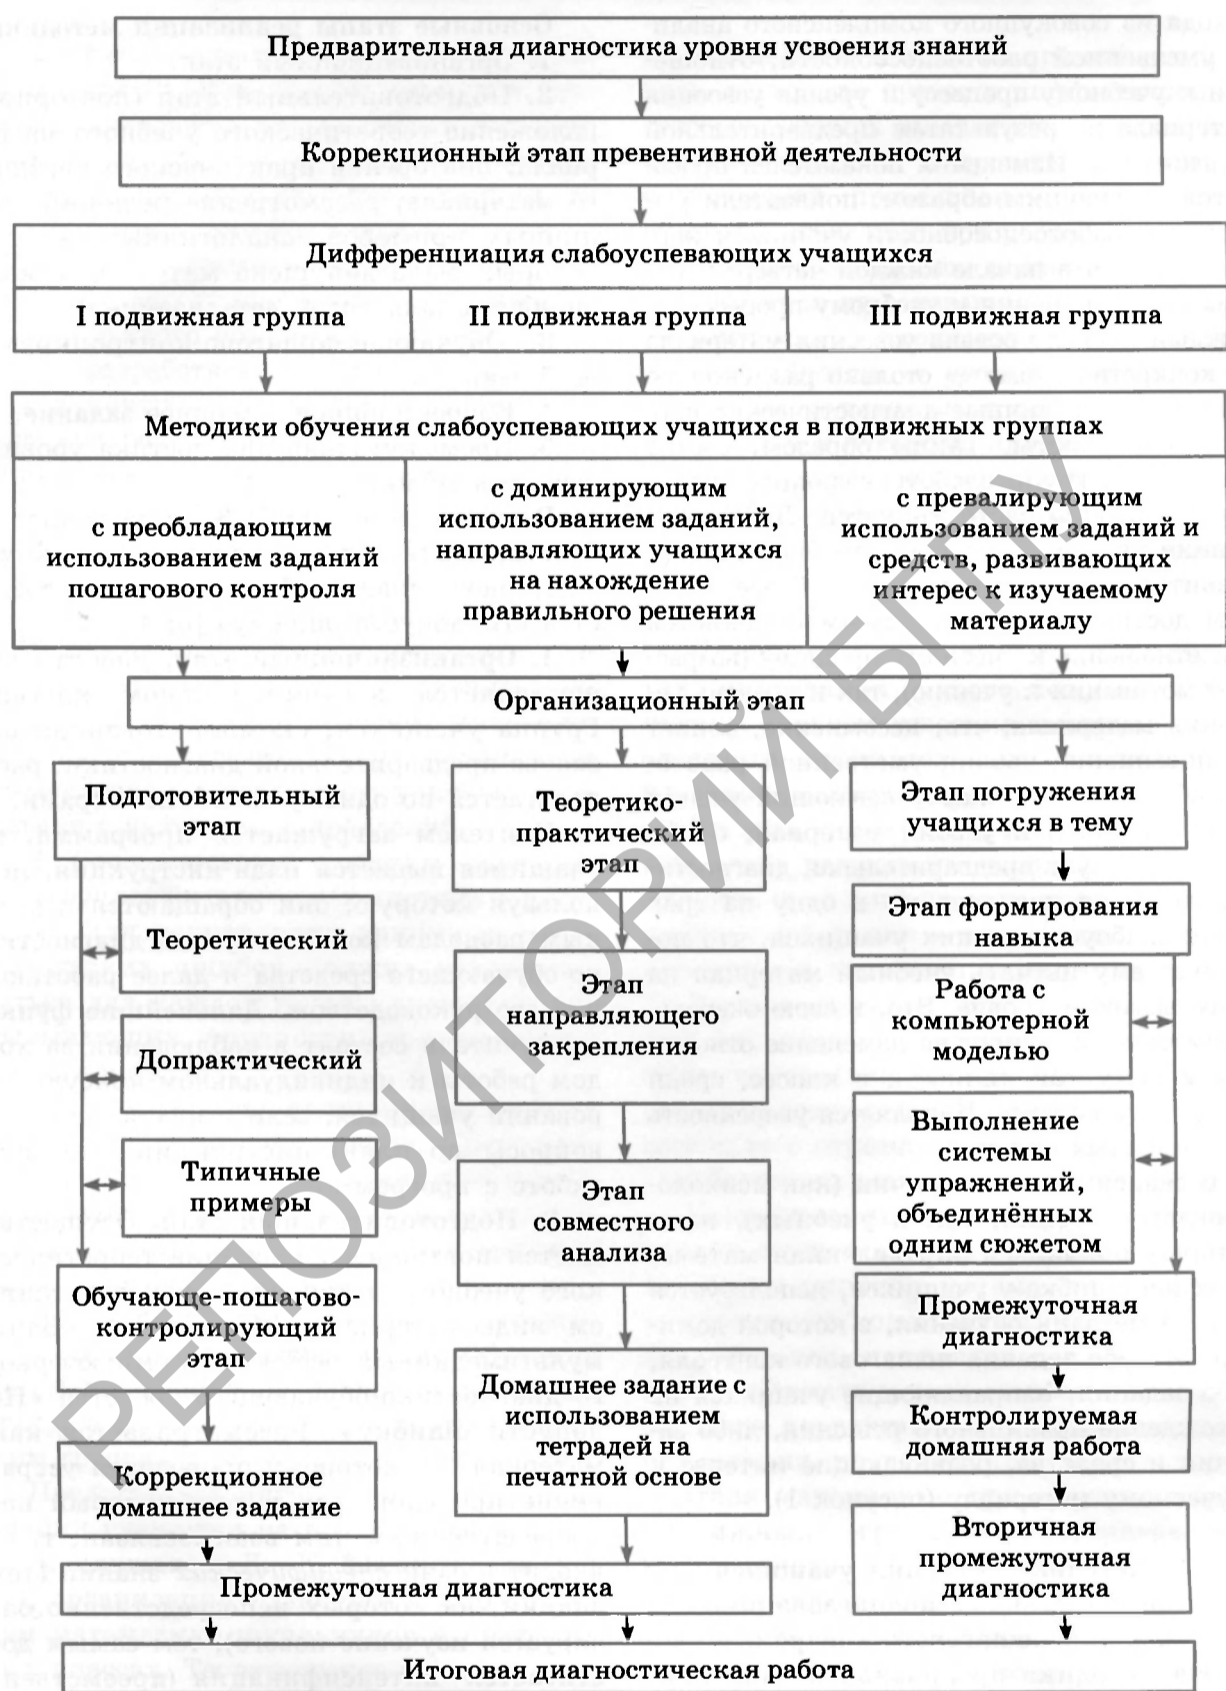 Предварительная диагностика уровня усвоения знаний
Коррекционный этап превентивной деятельности
Дифференциация слабоуспевающих учащихся
I подвижная группа
II подвижная группа
III подвижная группа
Методики обучения слабоуспевающих учащихся в подвижных группах
с преобладающим
использованием заданий
пошагового контроля
с доминирующим
использованием заданий,
направляющих учащихся
на нахождение
правильного решения
с превалирующим
использованием заданий и
средств, развивающих
интерес к изучаемому
материалу
Организационный этап
Подготовительный
этап
Теоретический
Допрактический
Типичные
примеры
Обучающе-пошагово-
контролирующий
этап
Коррекционное
домашнее задание
Теоретико-
практический
этап
Этап
направляющего
закрепления
Этап
совместного
анализа
Домашнее задание с
использованием
тетрадей на
печатной основе
Промежуточная диагностика
Этап погружения
учащихся в тему
Этап формирования
навыка
Работа с
компьютерной
моделью
Выполнение
системы
упражнений,
объединённых
одним сюжетом
Промежуточная
диагностика
Контролируемая
домашняя работа
Вторичная
промежуточная
диагностика
Итоговая диагностическая работа
РЕПОЗИТОРИЙ БГПУ